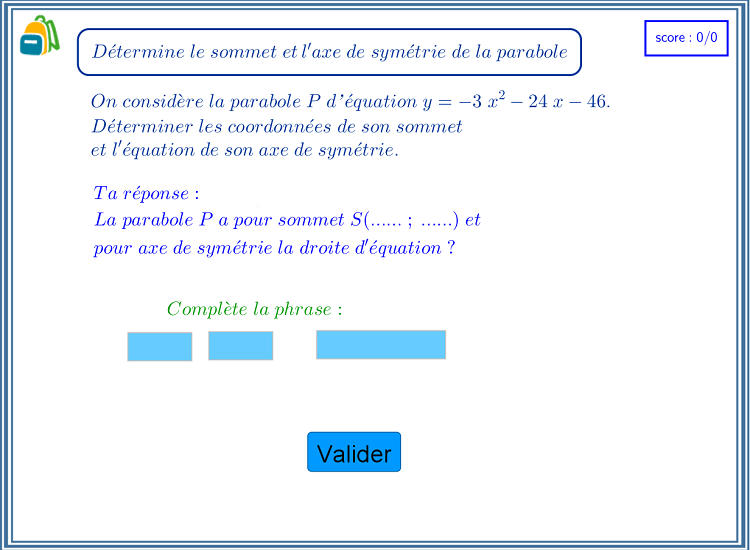 Détermine le sommet et l'axe de symétrie de la parabole
score : 0/0
On considère la parabole P d'équation y = −3 x² − 24 x − 46.
Déterminer les coordonnées de son sommet
et l'équation de son axe de symétrie.
Ta réponse :
La parabole P a pour sommet S(...... ; ......) et
pour axe de symétrie la droite d'équation ?
Complète la phrase :
Valider